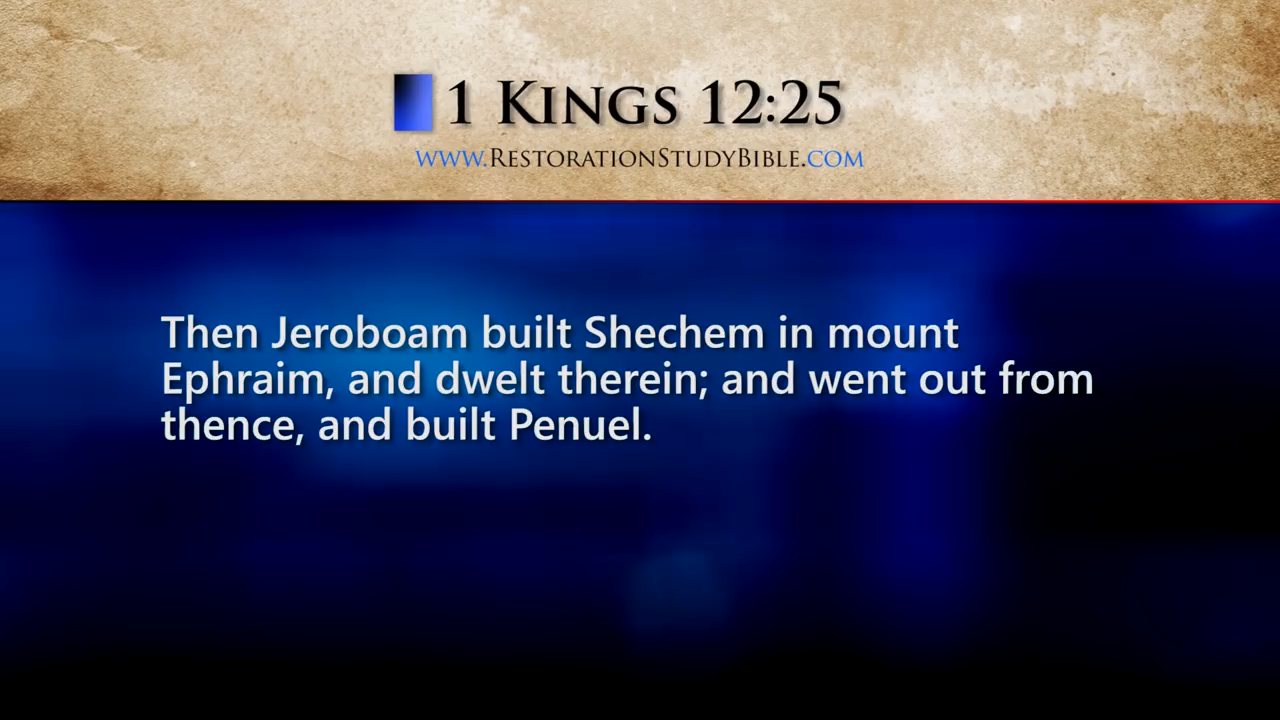 1 Kings 12:25
www.RestorationStudyBible.com
Then Jeroboam built Shechem in mount
Ephraim, and dwelt therein; and went out from
thence, and built Penuel.